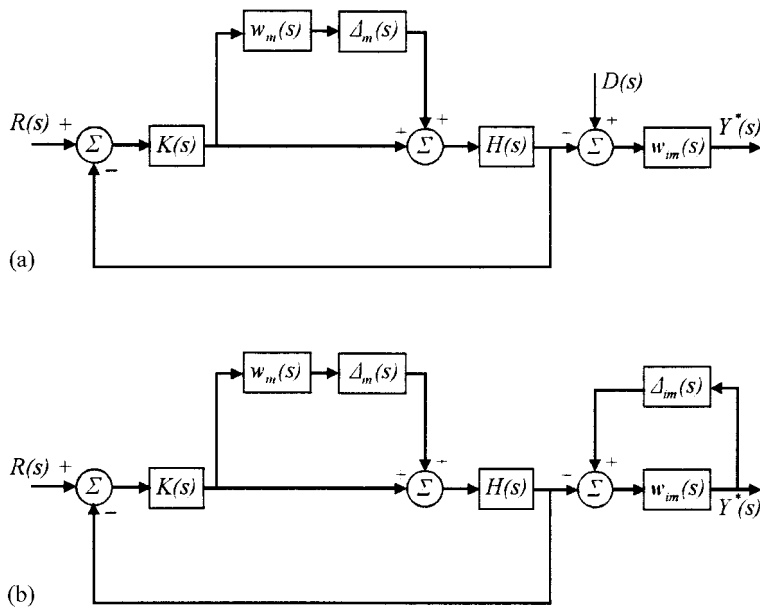 w_m(s) Δ_m(s)
D(s)
R(s) + Σ K(s) + + Σ H(s) - + Σ w_im(s) Y*(s)
−
(a)
w_m(s) Δ_m(s) Δ_im(s)
R(s) + Σ K(s) + + Σ H(s) - + Σ w_im(s) Y*(s)
−
(b)